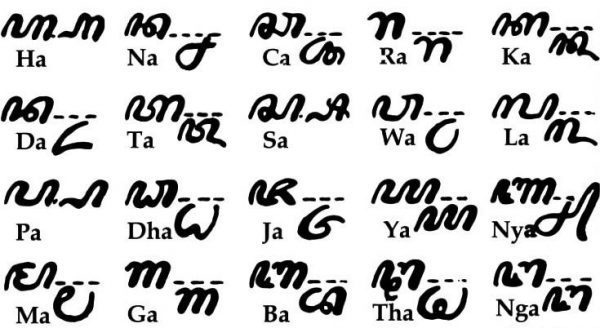 ꦲ ꧀ꦲ ꦤ ꧀ꦤ ꦕ ꧀ꦕ ꦫ ꧀ꦫ ꦏ ꧀ꦏ
Ha Na Ca Ra Ka
ꦢ ꧀ꦢ ꦠ ꧀ꦠ ꦱ ꧀ꦱ ꦮ ꧀ꦮ ꦭ ꧀ꦭ
Da Ta Sa Wa La
ꦥ ꧀ꦥ ꦝ ꧀ꦝ ꦗ ꧀ꦗ ꦪ ꧀ꦪ ꦚ ꧀ꦚ
Pa Dha Ja Ya Nya
ꦩ ꧀ꦩ ꦒ ꧀ꦒ ꦧ ꧀ꦧ ꦛ ꧀ꦛ ꦔ ꧀ꦔ
Ma Ga Ba Tha Nga